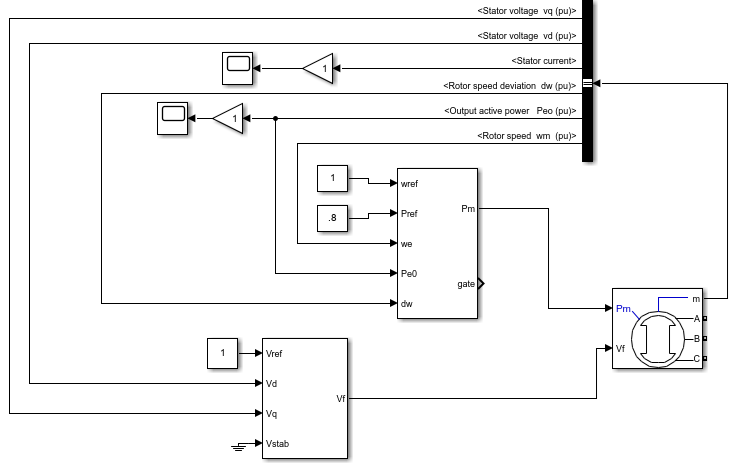 <Stator voltage vq (pu)>
<Stator voltage vd (pu)>
<Stator current>
1
<Rotor speed deviation dw (pu)>
<Output active power Peo (pu)>
1
<Rotor speed wm (pu)>
1
wref
.8
Pref
Pm
we
Pe0
gate
dw
m
Pm
A
B
Vf
C
1
Vref
Vd
Vf
Vq
Vstab